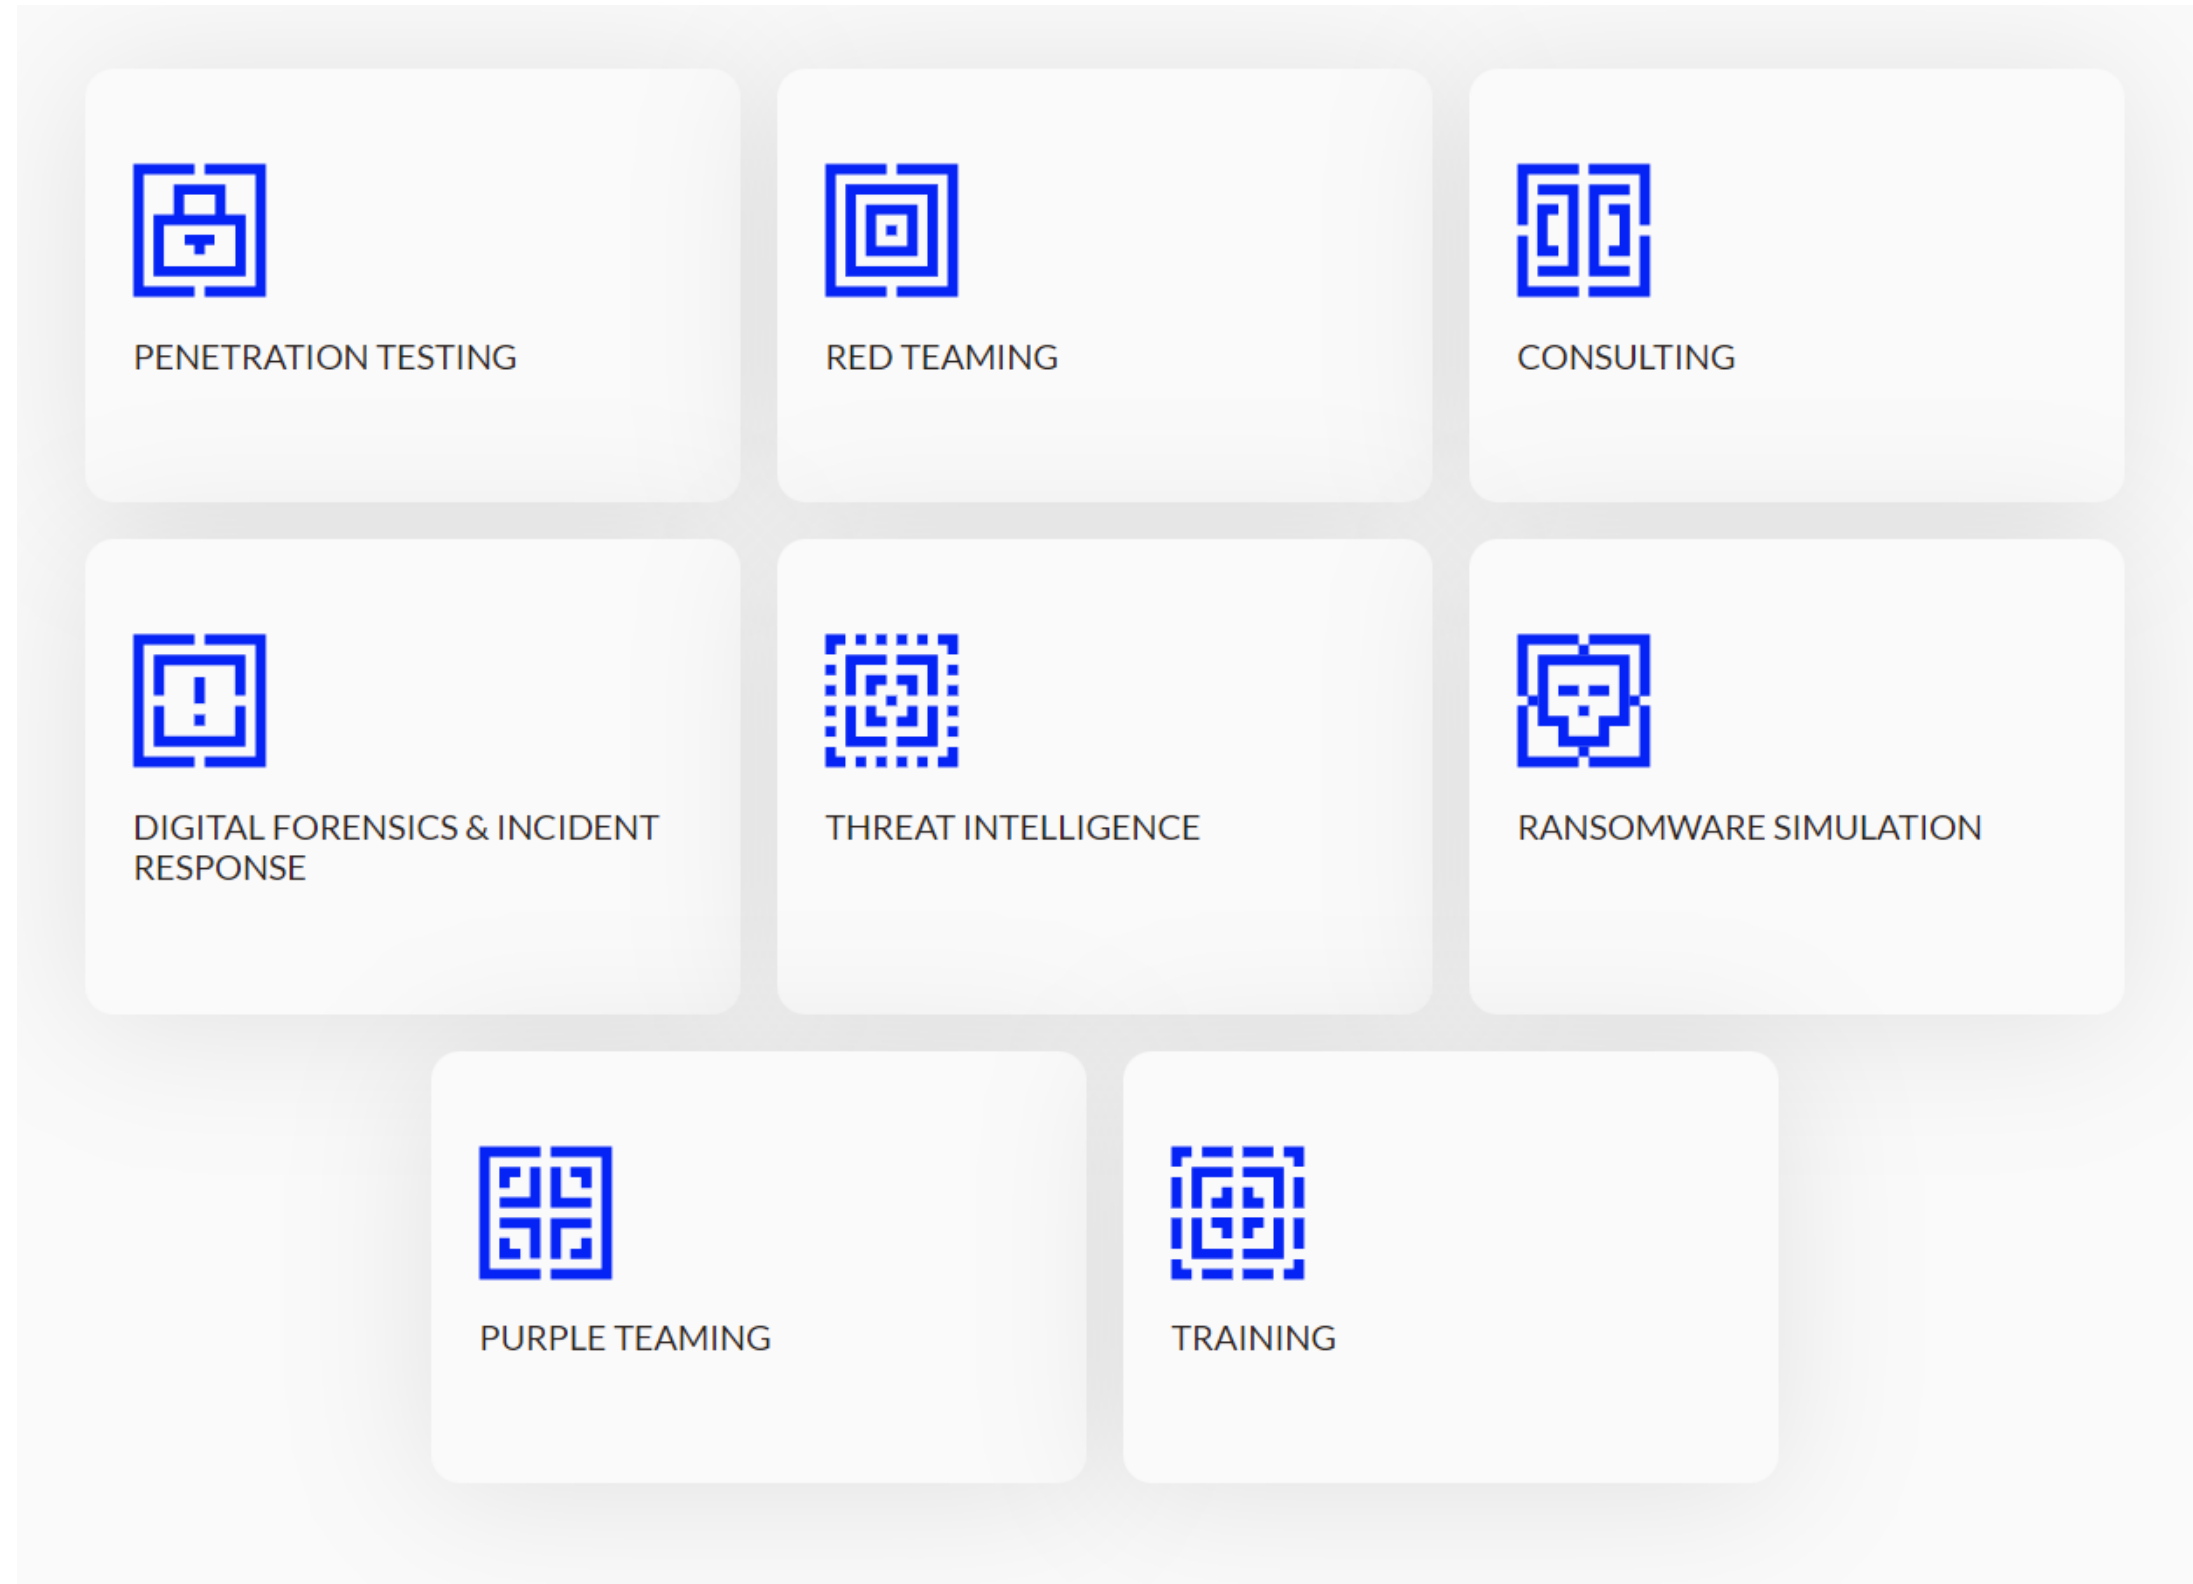 PENETRATION TESTING
RED TEAMING
CONSULTING
DIGITAL FORENSICS & INCIDENT
RESPONSE
THREAT INTELLIGENCE
RANSOMWARE SIMULATION
PURPLE TEAMING
TRAINING